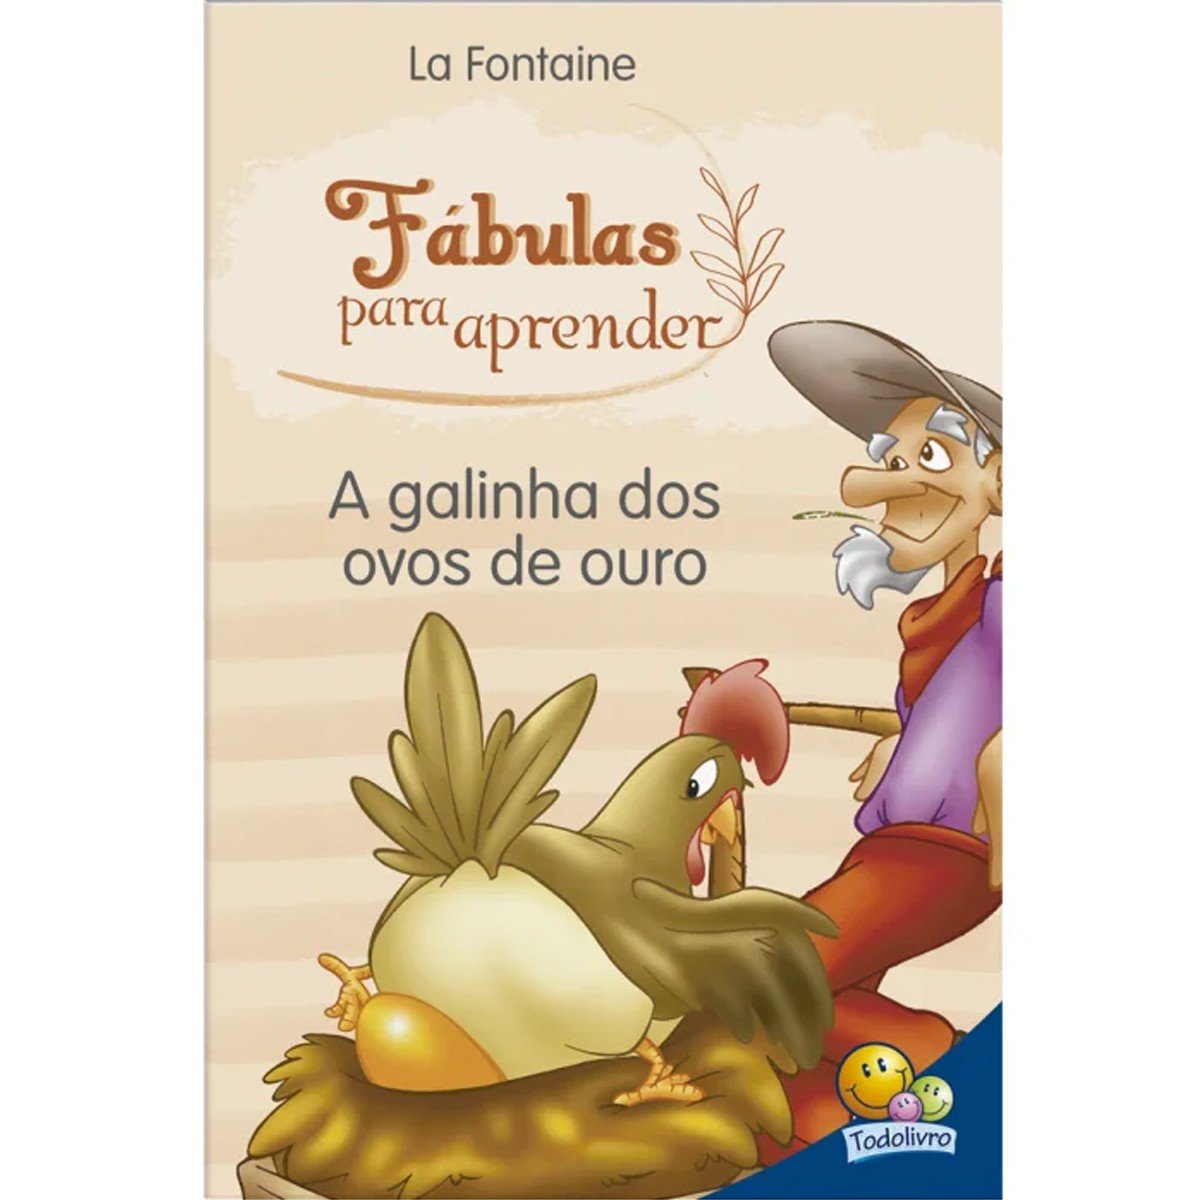 La Fontaine
Fábulas
para aprender
A galinha dos
ovos de ouro
Todolivro